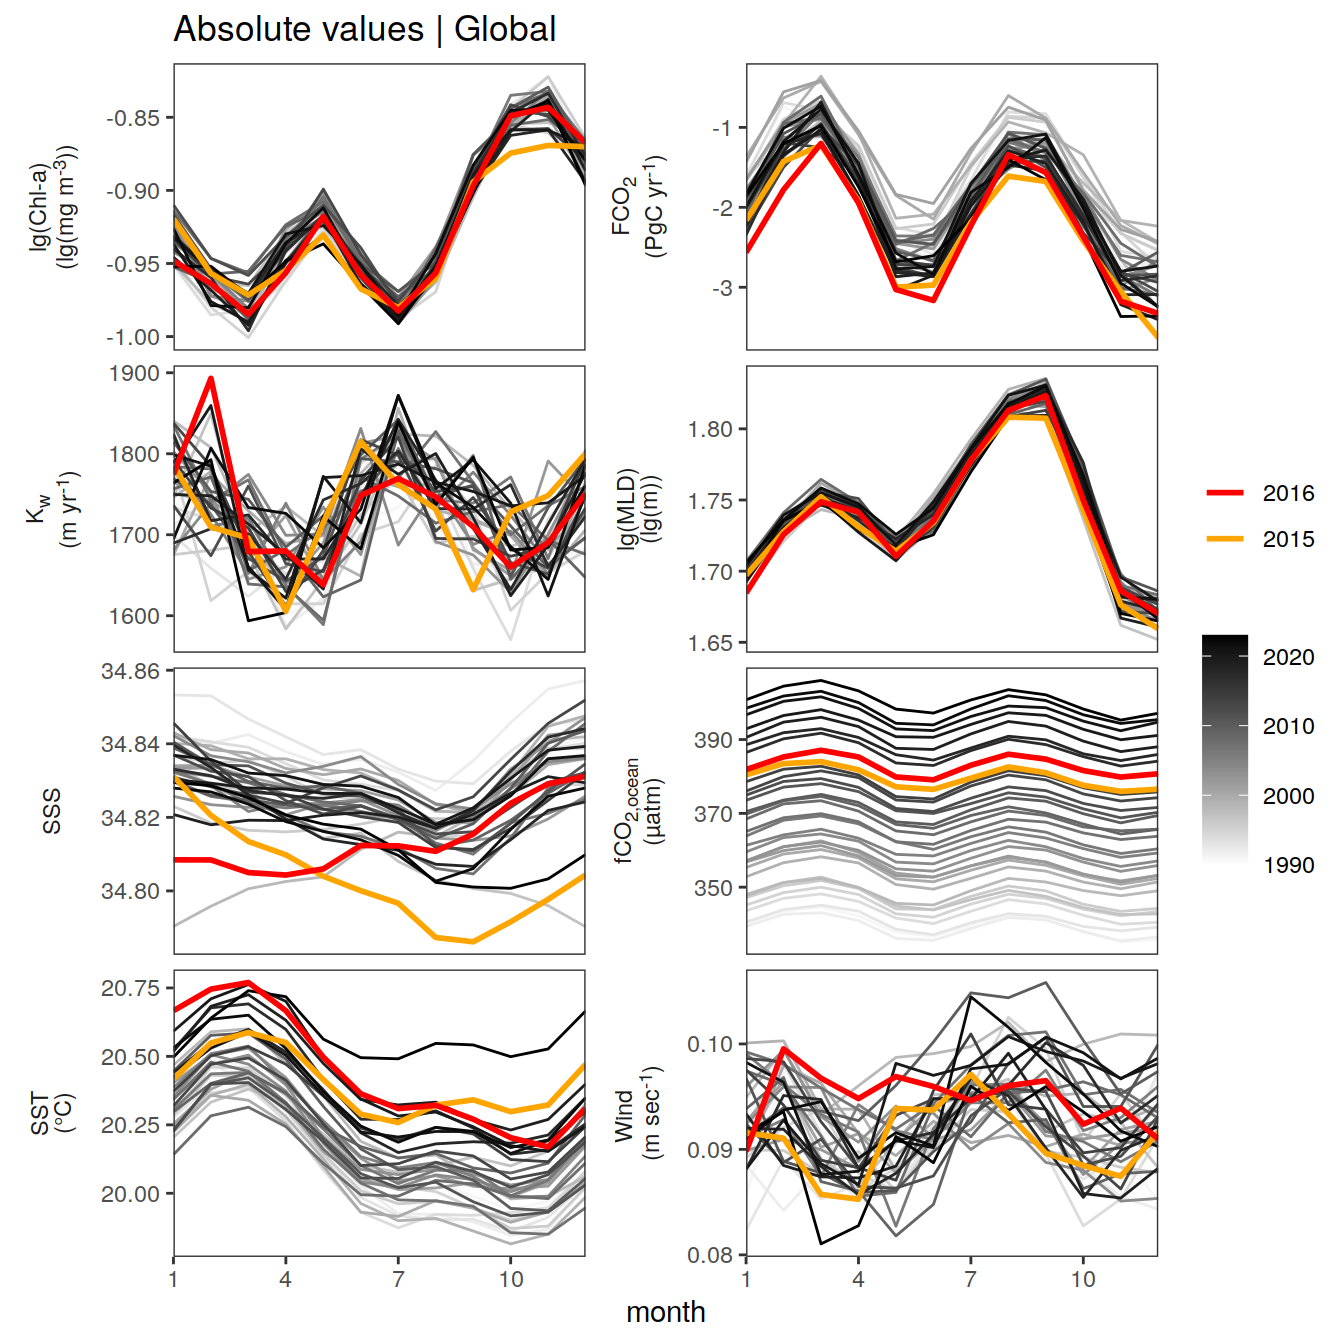 Absolute values | Global
lg(Chl-a)
(lg(mg m⁻³))
-0.85
-0.90
-0.95
-1.00
FCO₂
(PgC yr⁻¹)
-1
-2
-3
K_w
(m yr⁻¹)
1900
1800
1700
1600
lg(MLD)
(lg(m))
1.80
1.75
1.70
1.65
SSS
34.86
34.84
34.82
34.80
fCO₂,ocean
(µatm)
390
370
350
SST
(°C)
20.75
20.50
20.25
20.00
Wind
(m sec⁻¹)
0.10
0.09
0.08
1 4 7 10
1 4 7 10
month
2016
2015
2020
2010
2000
1990